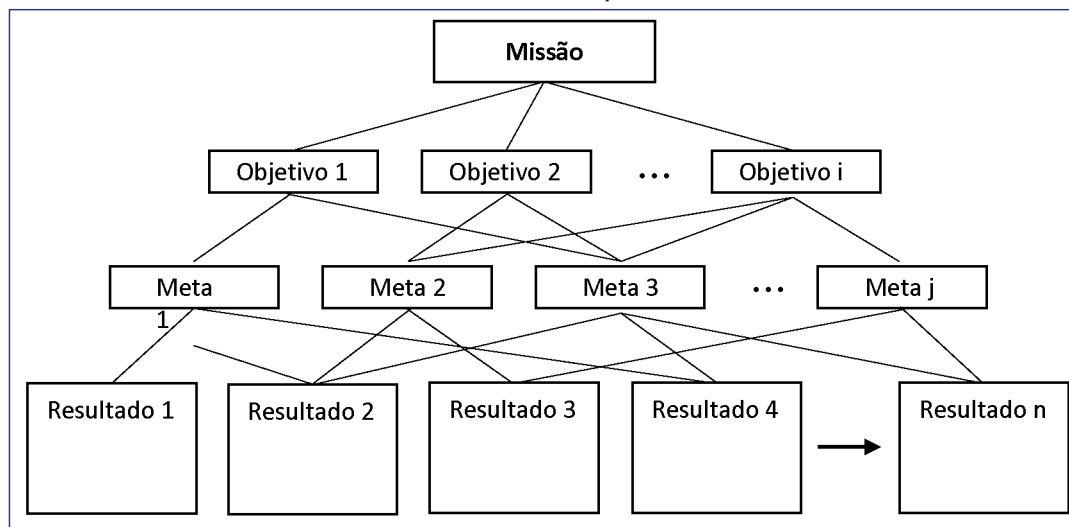 Missão
Objetivo 1
Objetivo 2
...
Objetivo i
Meta
1
Meta 2
Meta 3
...
Meta j
Resultado 1
Resultado 2
Resultado 3
Resultado 4
Resultado n